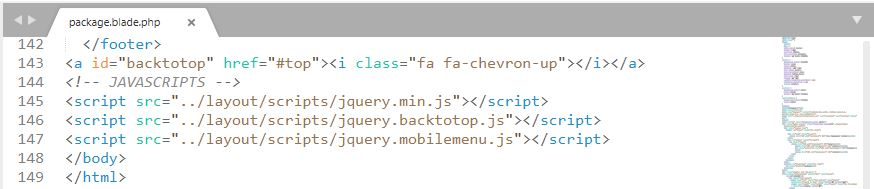 package.blade.php ×
142 </footer>
143 <a id="backtotop" href="#top"><i class="fa fa-chevron-up"></i></a>
144 <!-- JAVASCRIPTS -->
145 <script src="../layout/scripts/jquery.min.js"></script>
146 <script src="../layout/scripts/jquery.backtotop.js"></script>
147 <script src="../layout/scripts/jquery.mobilemenu.js"></script>
148 </body>
149 </html>